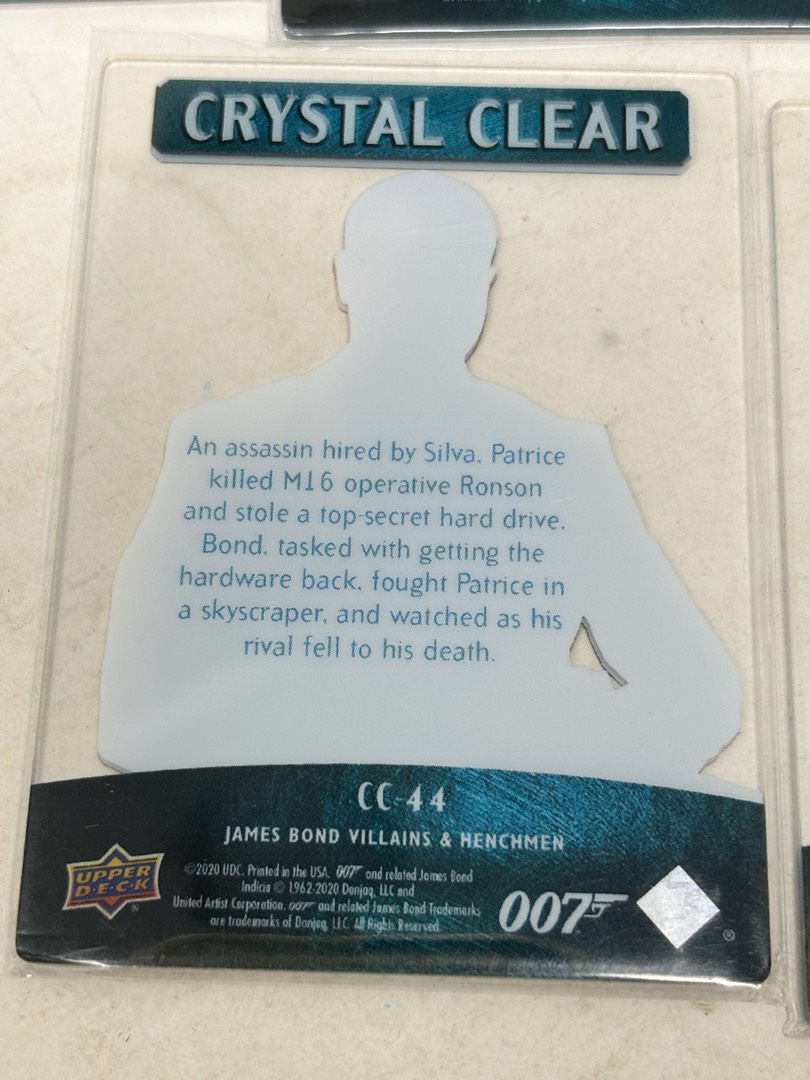 CRYSTAL CLEAR
An assassin hired by Silva, Patrice
killed M16 operative Ronson
and stole a top-secret hard drive.
Bond, tasked with getting the
hardware back, fought Patrice in
a skyscraper, and watched as his
rival fell to his death.
CC-44
JAMES BOND VILLAINS & HENCHMEN
UPPER
D·E·C·K
©2020 UDC. Printed in the USA. 007 and related James Bond
Indicia © 1962-2020 Danjaq, LLC and
United Artist Corporation. 007 and related James Bond Trademarks
are trademarks of Danjaq, LLC. All Rights Reserved.
007
®